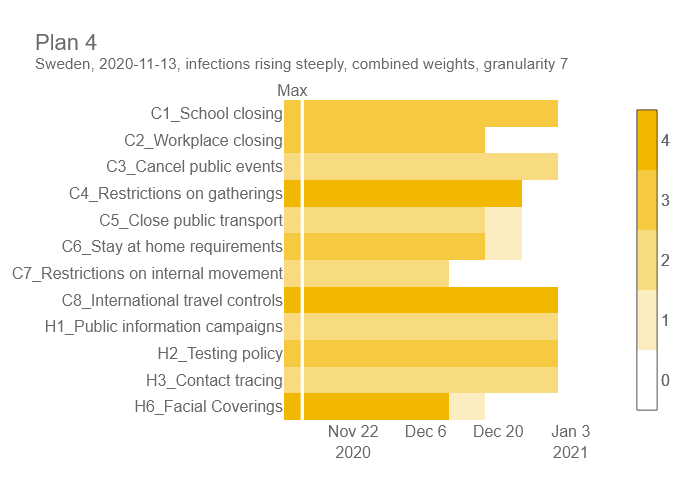 Plan 4
Sweden, 2020-11-13, infections rising steeply, combined weights, granularity 7
Max
C1_School closing
C2_Workplace closing
C3_Cancel public events
C4_Restrictions on gatherings
C5_Close public transport
C6_Stay at home requirements
C7_Restrictions on internal movement
C8_International travel controls
H1_Public information campaigns
H2_Testing policy
H3_Contact tracing
H6_Facial Coverings
Nov 22 Dec 6 Dec 20 Jan 3
2020 2021
4
3
2
1
0